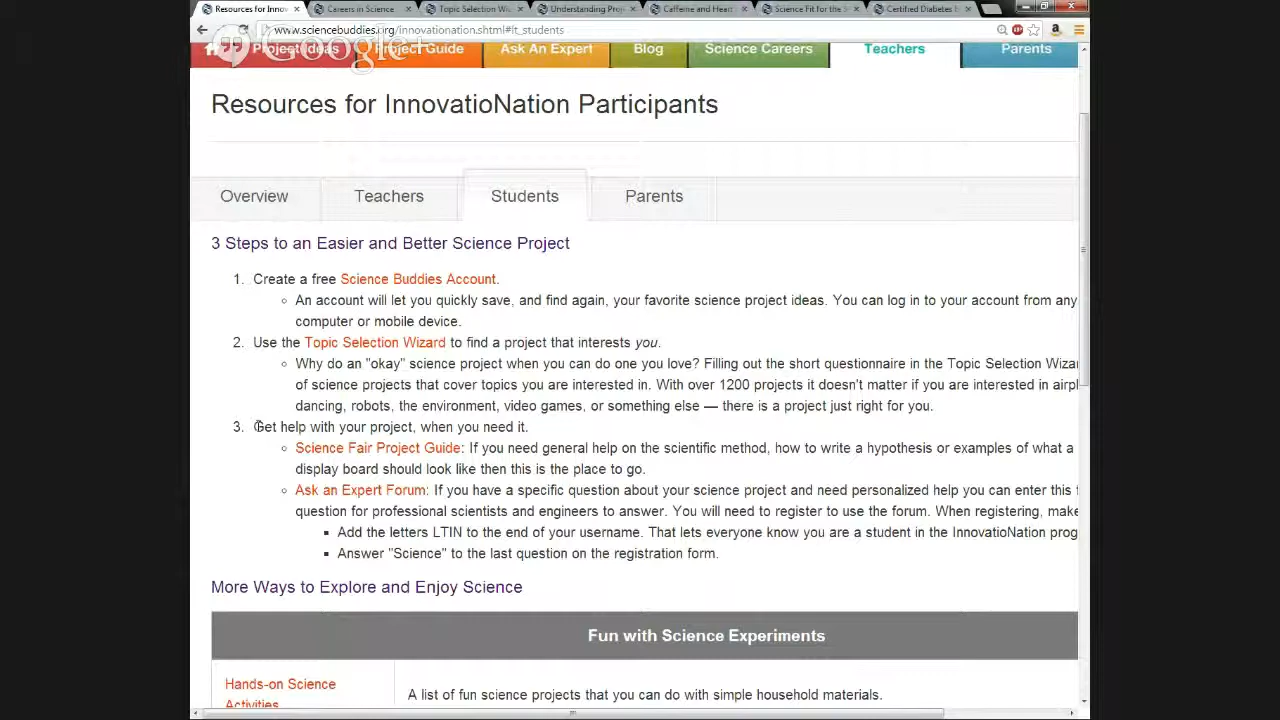 Resources for Innov
Careers in Science
Topic Selection Wiz
Understanding Proj
Caffeine and Heart
Science Fit for the S
Certified Diabetes E
www.sciencebuddies.org/innovationation.shtml#lt_students
Google+
Project Ideas
Project Guide
Ask An Expert
Blog
Science Careers
Teachers
Parents
Resources for InnovatioNation Participants
Overview
Teachers
Students
Parents
3 Steps to an Easier and Better Science Project
1. Create a free Science Buddies Account.
An account will let you quickly save, and find again, your favorite science project ideas. You can log in to your account from any
computer or mobile device.
2. Use the Topic Selection Wizard to find a project that interests you.
Why do an "okay" science project when you can do one you love? Filling out the short questionnaire in the Topic Selection Wiza
of science projects that cover topics you are interested in. With over 1200 projects it doesn't matter if you are interested in airpl
dancing, robots, the environment, video games, or something else — there is a project just right for you.
3. Get help with your project, when you need it.
Science Fair Project Guide: If you need general help on the scientific method, how to write a hypothesis or examples of what a
display board should look like then this is the place to go.
Ask an Expert Forum: If you have a specific question about your science project and need personalized help you can enter this
question for professional scientists and engineers to answer. You will need to register to use the forum. When registering, make
Add the letters LTIN to the end of your username. That lets everyone know you are a student in the InnovatioNation prog
Answer "Science" to the last question on the registration form.
More Ways to Explore and Enjoy Science
Fun with Science Experiments
Hands-on Science
Activities
A list of fun science projects that you can do with simple household materials.